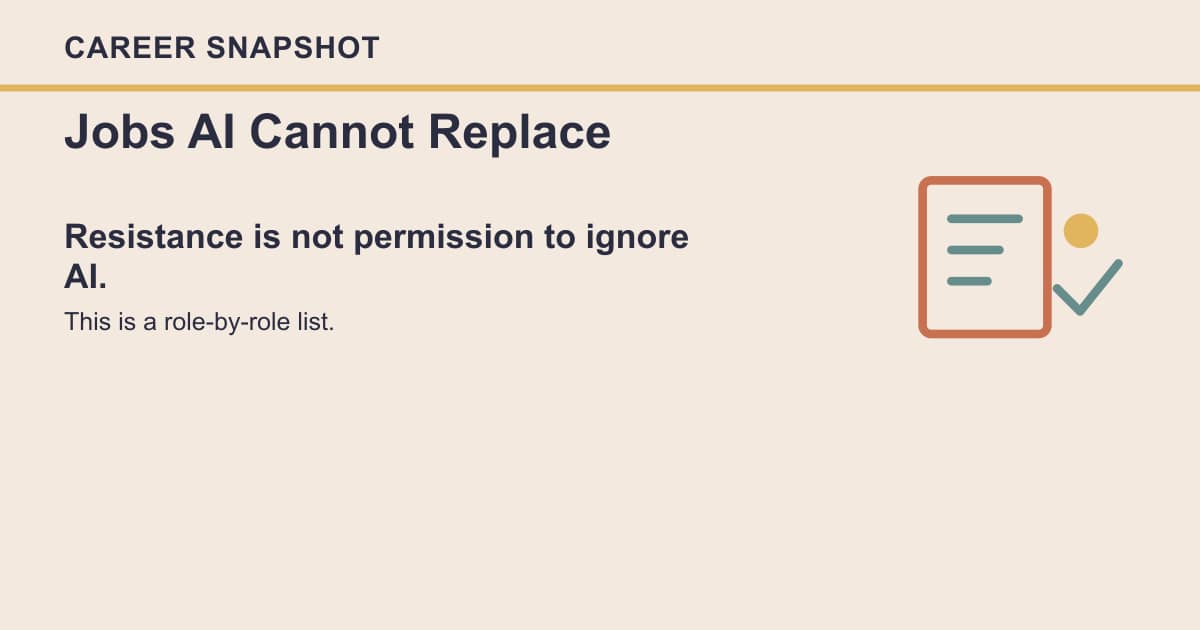 CAREER SNAPSHOT
Jobs AI Cannot Replace
Resistance is not permission to ignore
AI.
This is a role-by-role list.